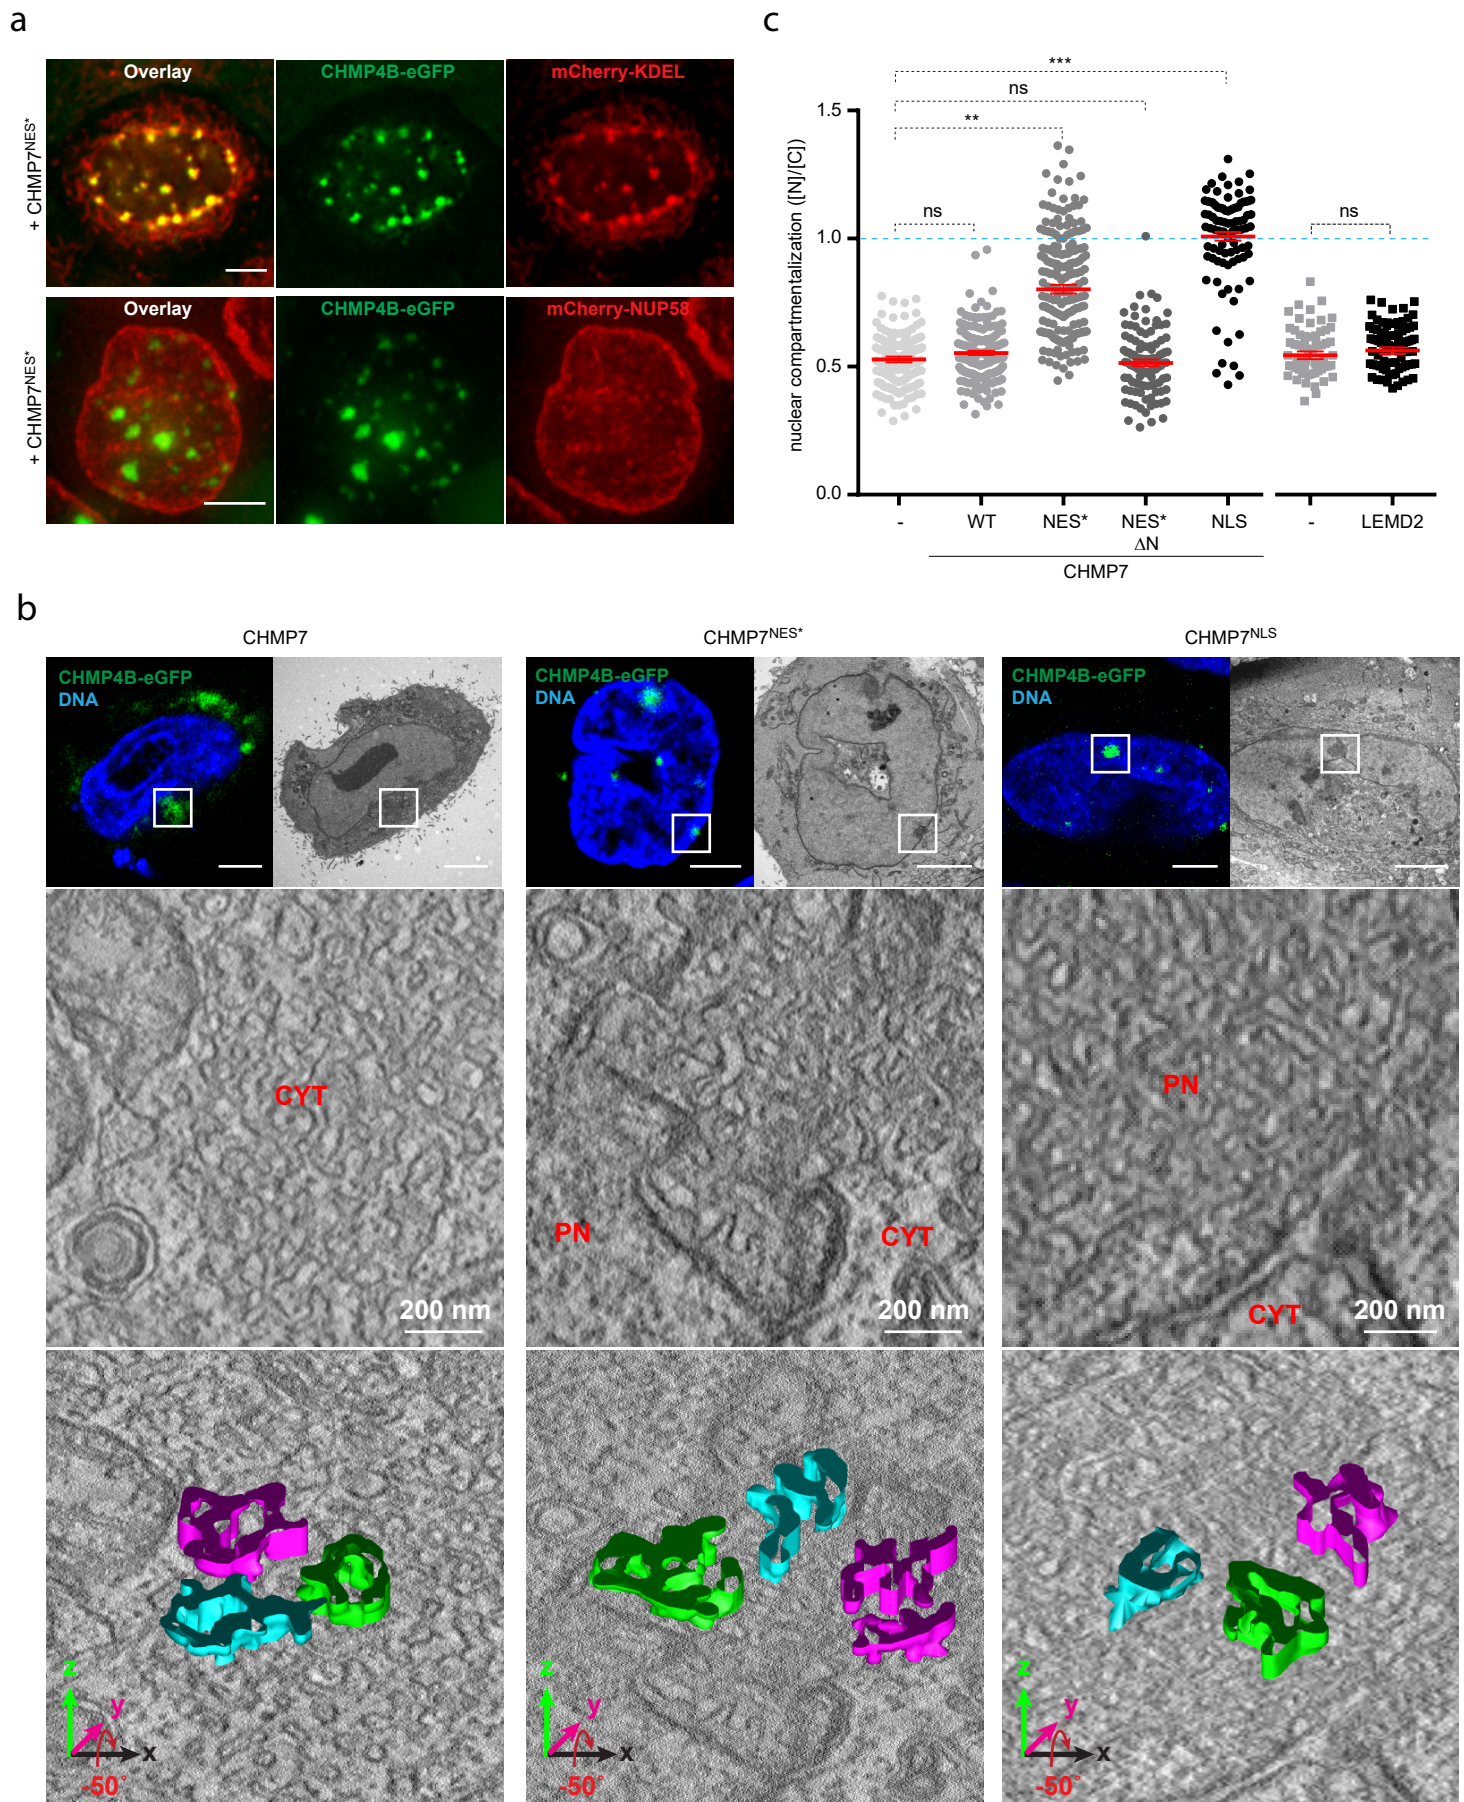 a
Overlay
CHMP4B-eGFP
mCherry-KDEL
+ CHMP7NES*
Overlay
CHMP4B-eGFP
mCherry-NUP58
+ CHMP7NES*
c
***
ns
**
ns
ns
1.5
1.0
0.5
0.0
nuclear compartmentalization ([N]/[C])
- WT NES* NES* NLS - LEMD2
ΔN
CHMP7
b
CHMP7
CHMP7NES*
CHMP7NLS
CHMP4B-eGFP
DNA
CHMP4B-eGFP
DNA
CHMP4B-eGFP
DNA
CYT
200 nm
PN
CYT
200 nm
PN
CYT
200 nm
z
y
x
-50°
z
y
x
-50°
z
y
x
-50°